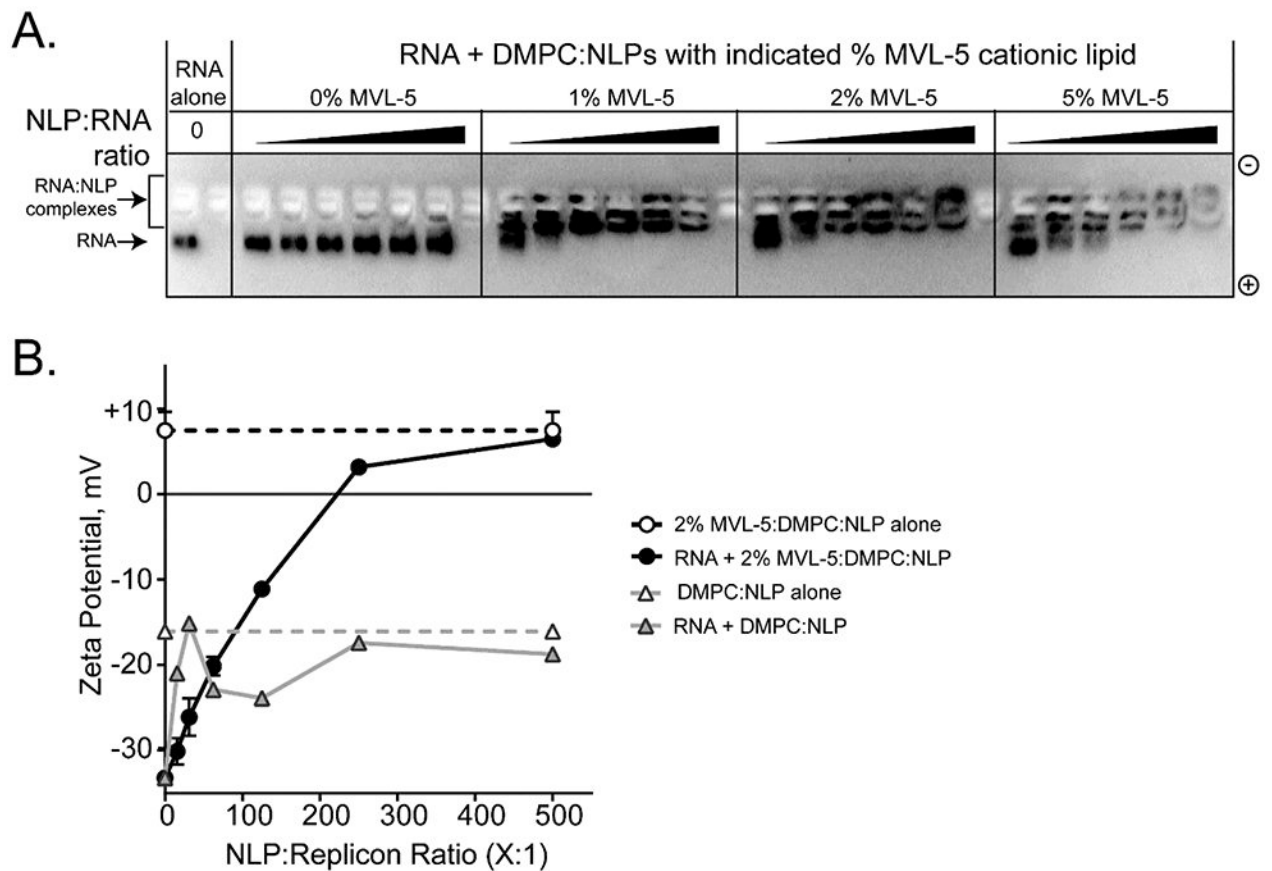 A.
RNA + DMPC:NLPs with indicated % MVL-5 cationic lipid
RNA
alone
0% MVL-5
1% MVL-5
2% MVL-5
5% MVL-5
NLP:RNA
ratio
0
RNA:NLP
complexes
RNA
-
+
B.
Zeta Potential, mV
+10
0
-10
-20
-30
0
100
200
300
400
500
NLP:Replicon Ratio (X:1)
2% MVL-5:DMPC:NLP alone
RNA + 2% MVL-5:DMPC:NLP
DMPC:NLP alone
RNA + DMPC:NLP